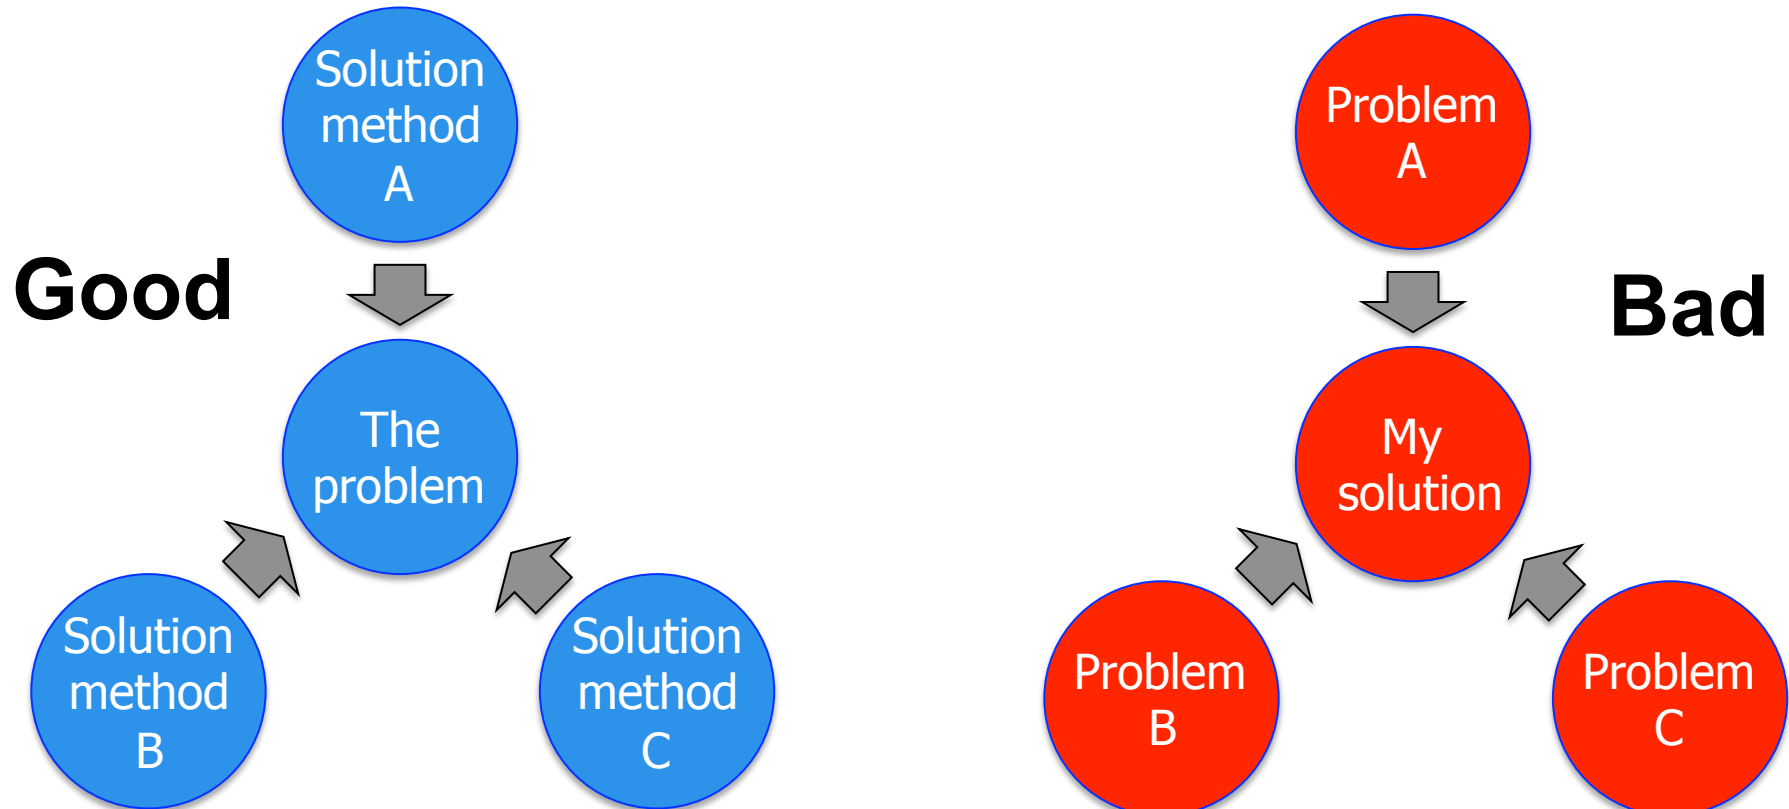 Good
Solution
method
A
The
problem
Solution
method
B
Solution
method
C
Bad
Problem
A
My
solution
Problem
B
Problem
C